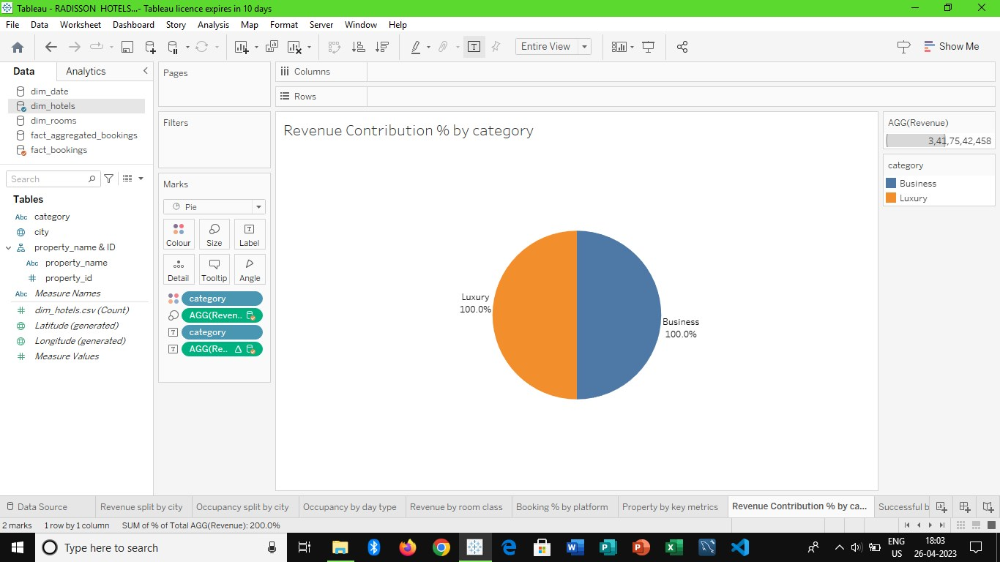 Tableau - RADISSON HOTELS...- Tableau licence expires in 10 days
File Data Worksheet Dashboard Story Analysis Map Format Server Window Help
Entire View
Show Me
Data Analytics
dim_date
dim_hotels
dim_rooms
fact_aggregated_bookings
fact_bookings
Search
Tables
Abc category
city
property_name & ID
Abc property_name
property_id
Abc Measure Names
dim_hotels.csv (Count)
Latitude (generated)
Longitude (generated)
Measure Values
Pages
Filters
Marks
Pie
Colour Size Label
Detail Tooltip Angle
category
AGG(Reven..
category
AGG(Re..
Columns
Rows
Revenue Contribution % by category
Luxury
100.0%
Business
100.0%
AGG(Revenue)
3,41,75,42,458
category
Business
Luxury
Data Source Revenue split by city Occupancy split by city Occupancy by day type Revenue by room class Booking % by platform Property by key metrics Revenue Contribution % by ca... Successful b
2 marks 1 row by 1 column SUM of % of Total AGG(Revenue): 200.0%
Type here to search
ENG
US
18:03
26-04-2023